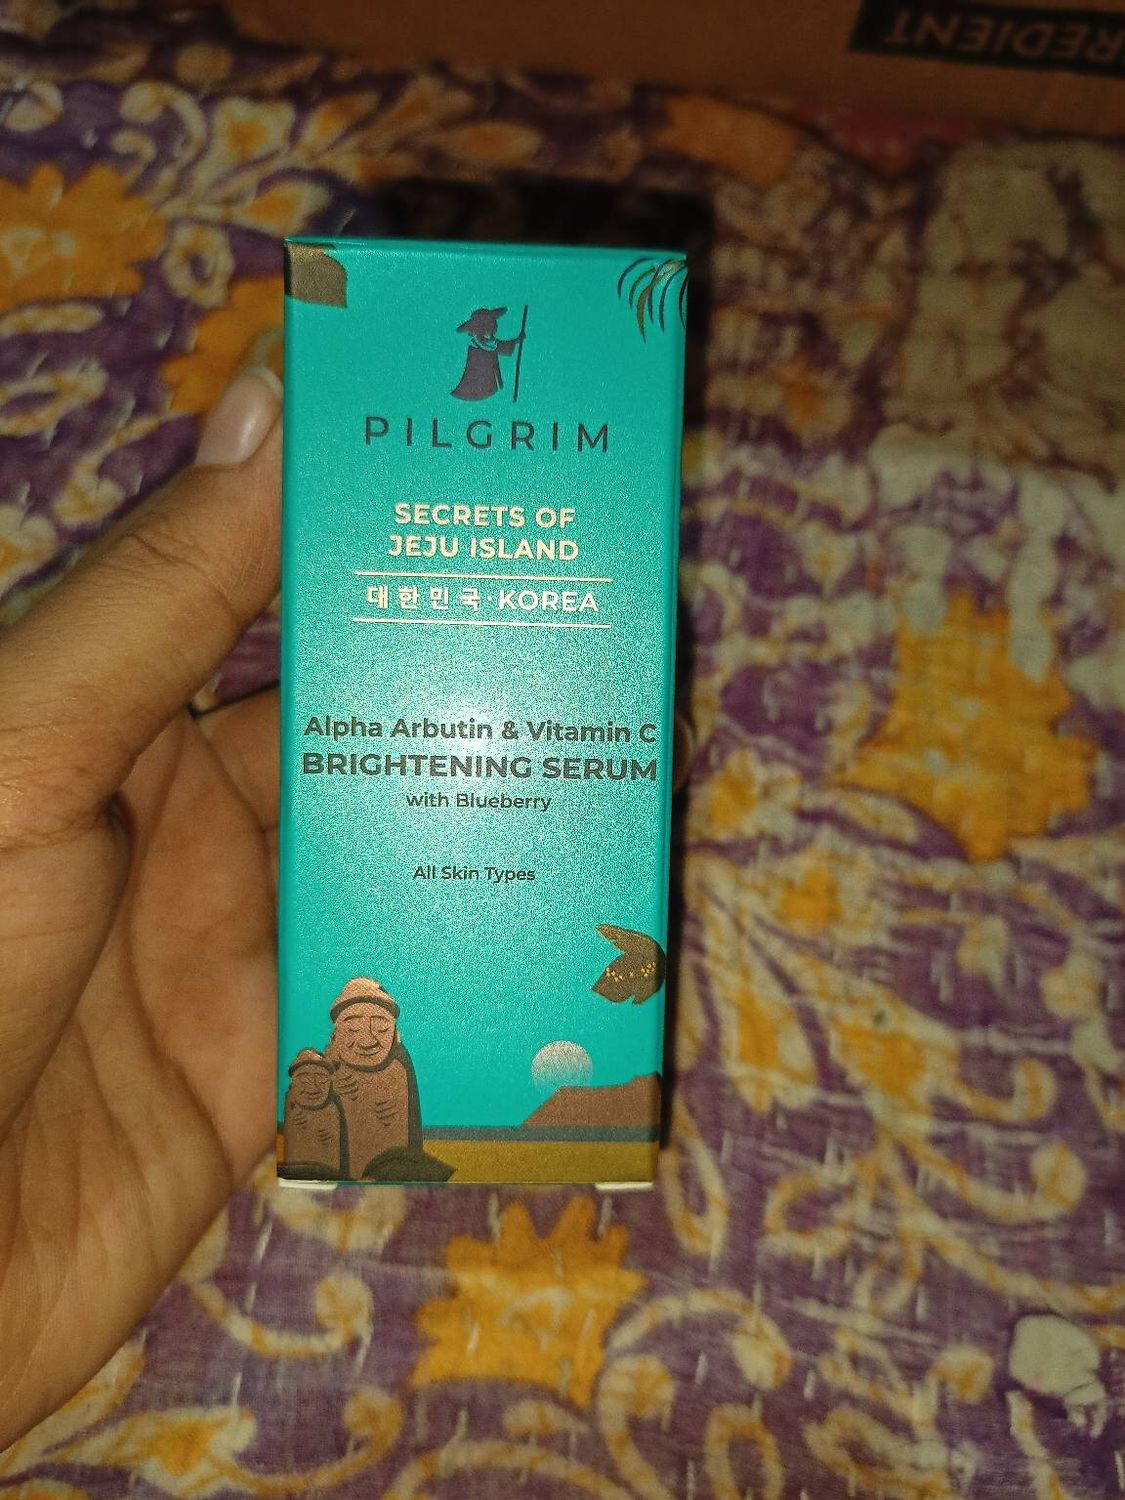 REDIENT
PILGRIM
SECRETS OF
JEJU ISLAND
대한민국·KOREA
Alpha Arbutin & Vitamin C
BRIGHTENING SERUM
with Blueberry
All Skin Types